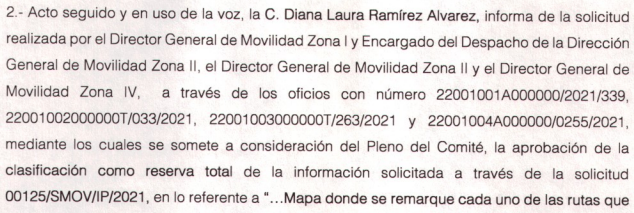 2.- Acto seguido y en uso de la voz, la C. Diana Laura Ramírez Alvarez, informa de la solicitud
realizada por el Director General de Movilidad Zona I y Encargado del Despacho de la Dirección
General de Movilidad Zona II, el Director General de Movilidad Zona II y el Director General de
Movilidad Zona IV, a través de los oficios con número 22001001A000000/2021/339,
22001002000000T/033/2021, 22001003000000T/263/2021 y 22001004A000000/0255/2021,
mediante los cuales se somete a consideración del Pleno del Comité, la aprobación de la
clasificación como reserva total de la información solicitada a través de la solicitud
00125/SMOV/IP/2021, en lo referente a "...Mapa donde se remarque cada uno de las rutas que